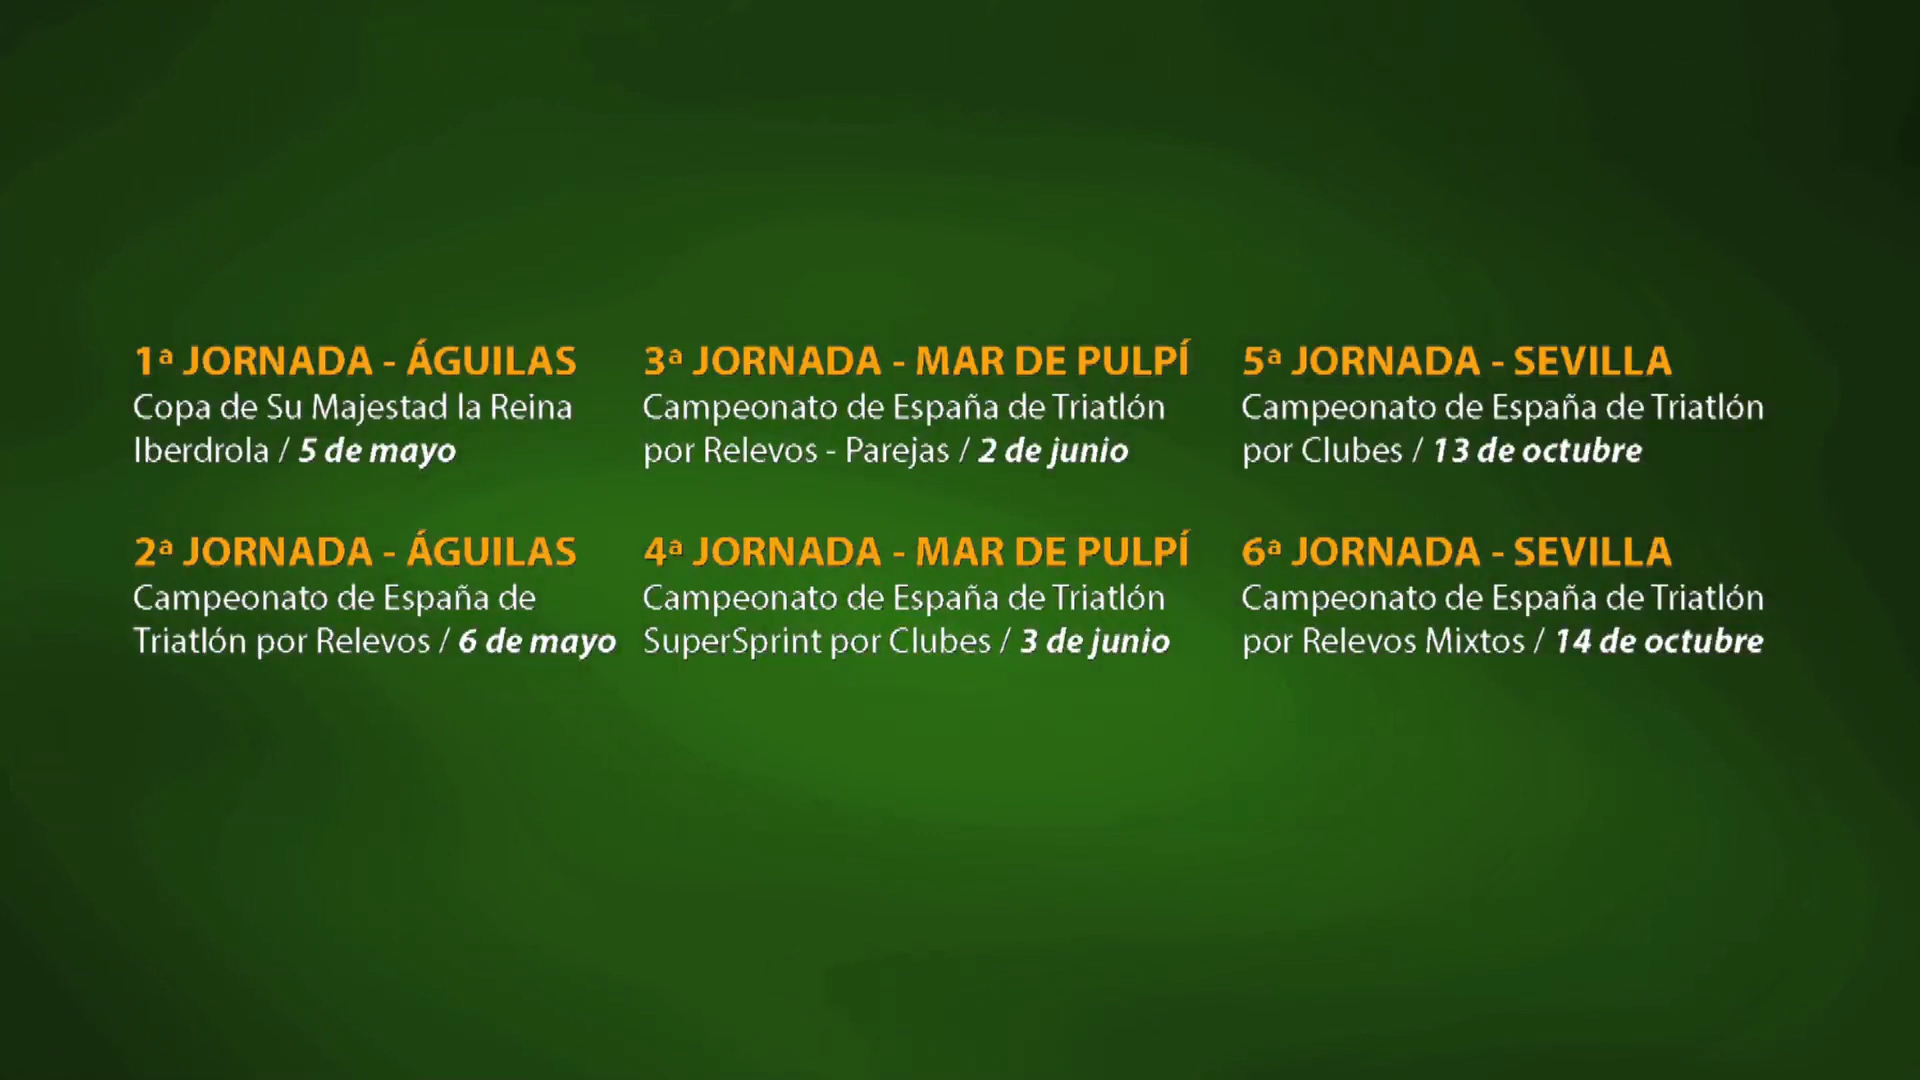 1ª JORNADA - ÁGUILAS
Copa de Su Majestad la Reina
Iberdrola / 5 de mayo
2ª JORNADA - ÁGUILAS
Campeonato de España de
Triatlón por Relevos / 6 de mayo
3ª JORNADA - MAR DE PULPÍ
Campeonato de España de Triatlón
por Relevos - Parejas / 2 de junio
4ª JORNADA - MAR DE PULPÍ
Campeonato de España de Triatlón
SuperSprint por Clubes / 3 de junio
5ª JORNADA - SEVILLA
Campeonato de España de Triatlón
por Clubes / 13 de octubre
6ª JORNADA - SEVILLA
Campeonato de España de Triatlón
por Relevos Mixtos / 14 de octubre